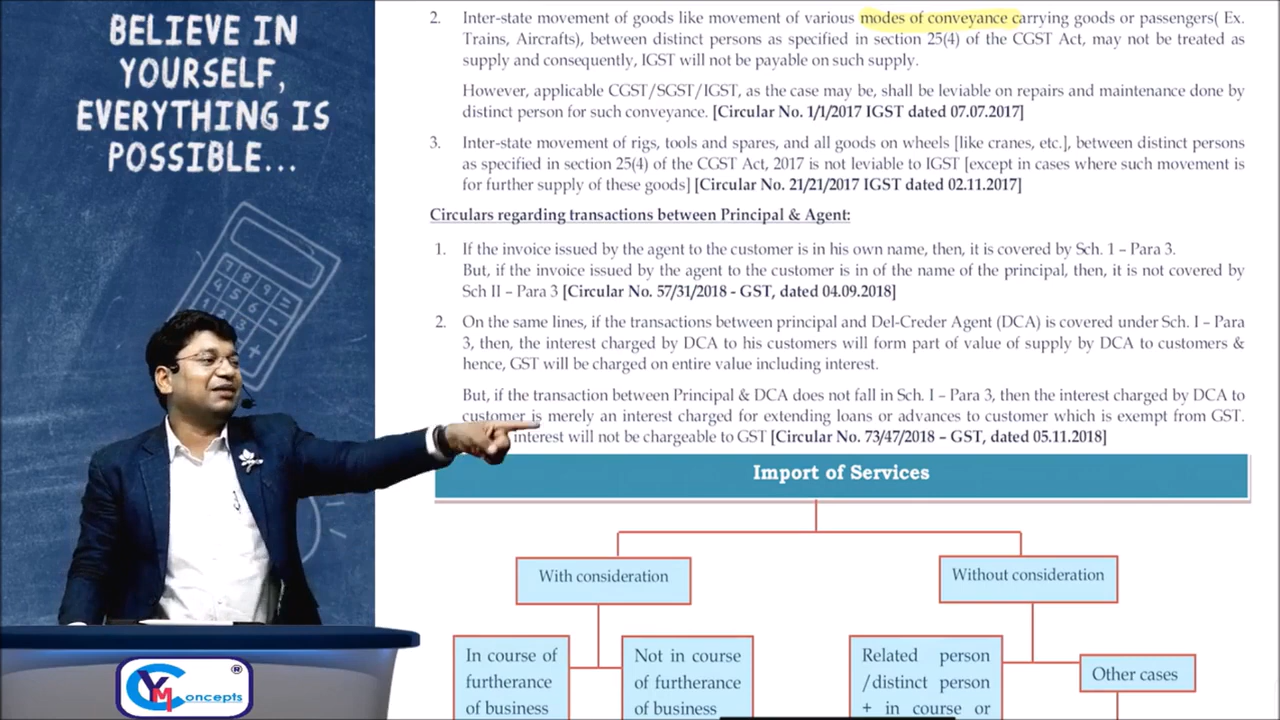 BELIEVE IN
YOURSELF,
EVERYTHING IS
POSSIBLE...
7 8 9 ÷
4 5 6 -
2. Inter-state movement of goods like movement of various modes of conveyance carrying goods or passengers( Ex.
Trains, Aircrafts), between distinct persons as specified in section 25(4) of the CGST Act, may not be treated as
supply and consequently, IGST will not be payable on such supply.
However, applicable CGST/SGST/IGST, as the case may be, shall be leviable on repairs and maintenance done by
distinct person for such conveyance. [Circular No. 1/1/2017 IGST dated 07.07.2017]
3. Inter-state movement of rigs, tools and spares, and all goods on wheels [like cranes, etc.], between distinct persons
as specified in section 25(4) of the CGST Act, 2017 is not leviable to IGST [except in cases where such movement is
for further supply of these goods] [Circular No. 21/21/2017 IGST dated 02.11.2017]
Circulars regarding transactions between Principal & Agent:
1. If the invoice issued by the agent to the customer is in his own name, then, it is covered by Sch. 1 – Para 3.
But, if the invoice issued by the agent to the customer is in of the name of the principal, then, it is not covered by
Sch II – Para 3 [Circular No. 57/31/2018 - GST, dated 04.09.2018]
2. On the same lines, if the transactions between principal and Del-Creder Agent (DCA) is covered under Sch. I – Para
3, then, the interest charged by DCA to his customers will form part of value of supply by DCA to customers &
hence, GST will be charged on entire value including interest.
But, if the transaction between Principal & DCA does not fall in Sch. I – Para 3, then the interest charged by DCA to
customer is merely an interest charged for extending loans or advances to customer which is exempt from GST.
interest will not be chargeable to GST [Circular No. 73/47/2018 – GST, dated 05.11.2018]
Import of Services
With consideration
Without consideration
In course of
furtherance
of business
Not in course
of furtherance
of business
Related person
/distinct person
+ in course or
Other cases
CYM oncepts ®